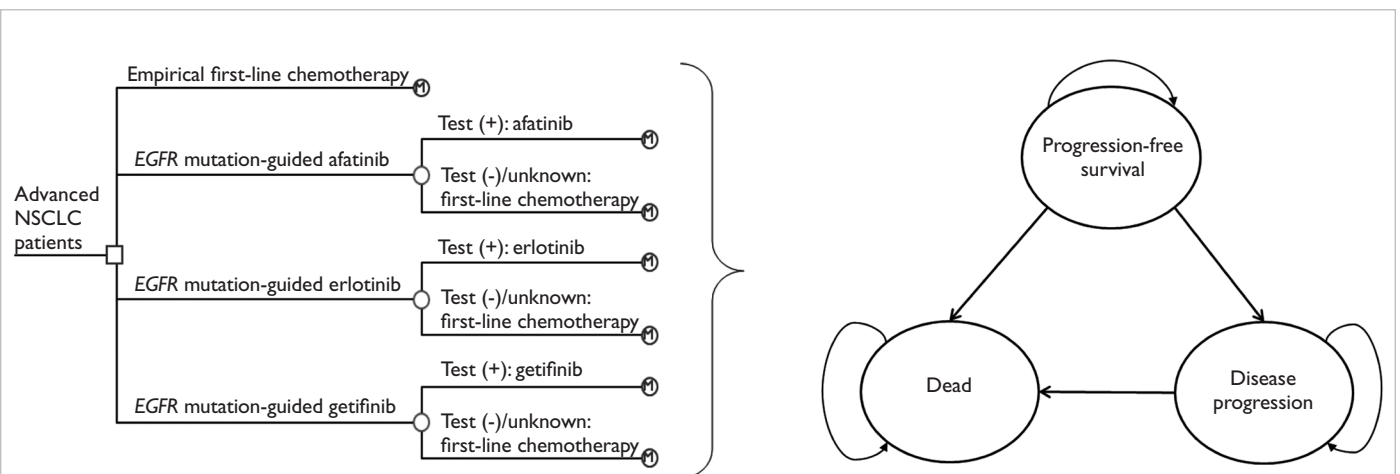 Empirical first-line chemotherapy
M
Test (+): afatinib
M
EGFR mutation-guided afatinib
Test (-)/unknown:
first-line chemotherapy
M
Advanced
NSCLC
patients
Test (+): erlotinib
M
EGFR mutation-guided erlotinib
Test (-)/unknown:
first-line chemotherapy
M
Test (+): getifinib
M
EGFR mutation-guided getifinib
Test (-)/unknown:
first-line chemotherapy
M
Progression-free
survival
Dead
Disease
progression